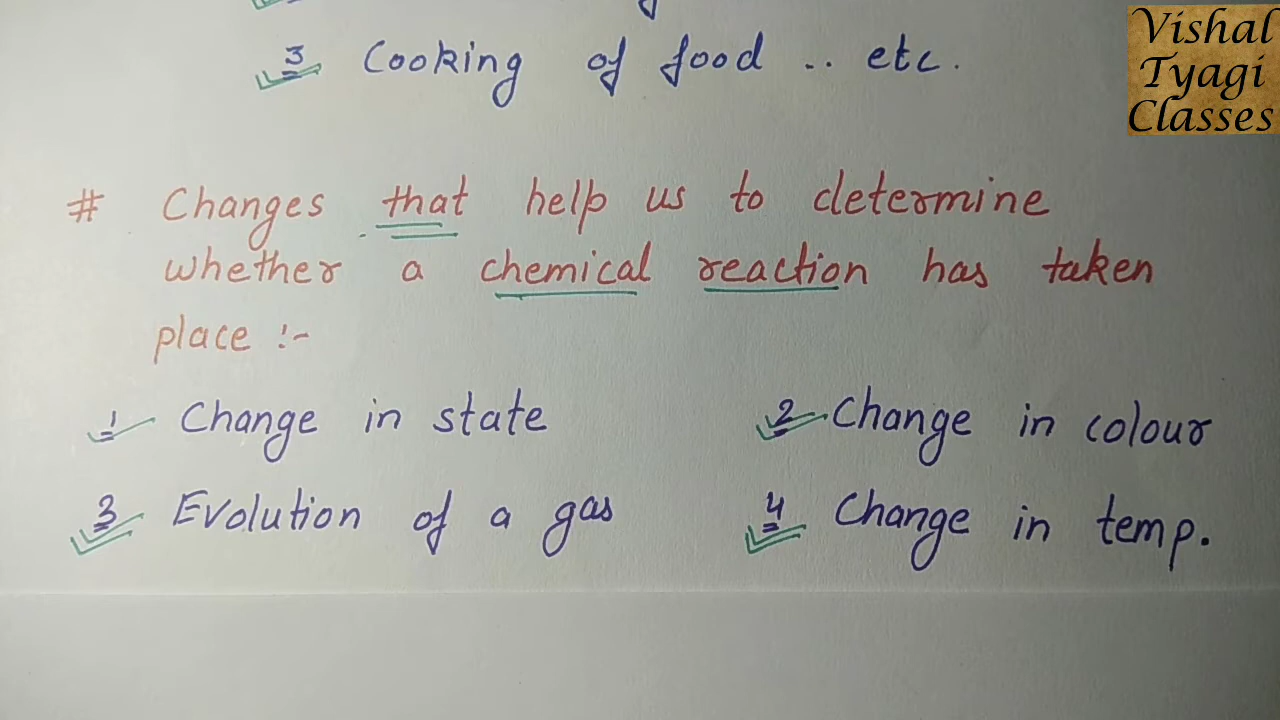 Vishal
Tyagi
Classes
3 Cooking of food .. etc.
# Changes that help us to determine
whether a chemical reaction has taken
place :-
1 Change in state 2 Change in colour
3 Evolution of a gas 4 Change in temp.